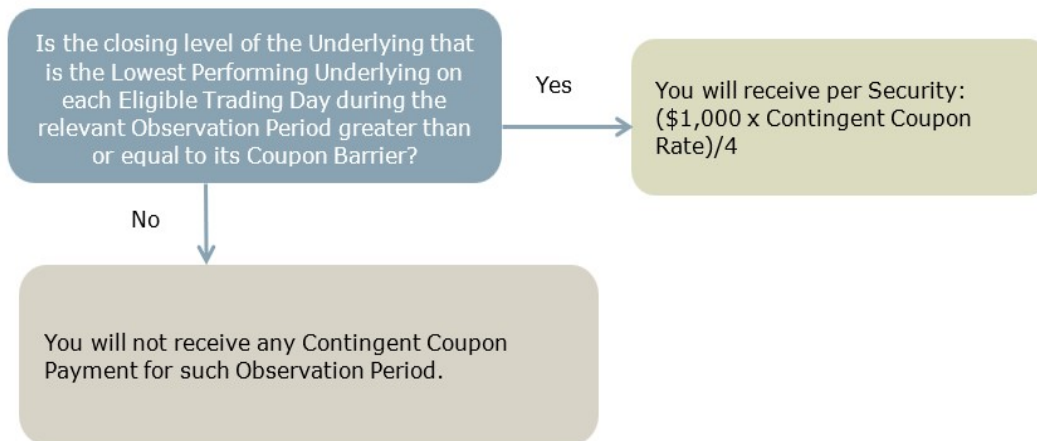 Is the closing level of the Underlying that
is the Lowest Performing Underlying on
each Eligible Trading Day during the
relevant Observation Period greater than
or equal to its Coupon Barrier?
Yes
You will receive per Security:
($1,000 x Contingent Coupon
Rate)/4
No
You will not receive any Contingent Coupon
Payment for such Observation Period.